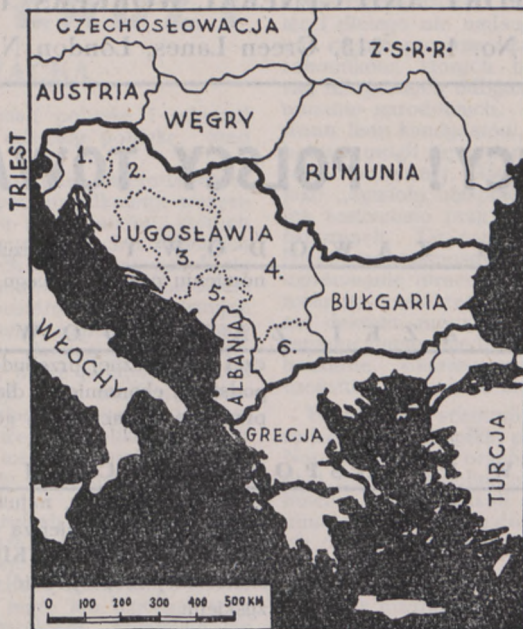 CZECHOSŁOWACJA
Z·S·R·R·
AUSTRIA
WĘGRY
TRIEST
1.
2.
RUMUNIA
JUGOSŁAWIA
3.
4.
5.
BUŁGARIA
WŁOCHY
ALBANIA
6.
GRECJA
TURCJA
0 100 200 300 400 500 KM